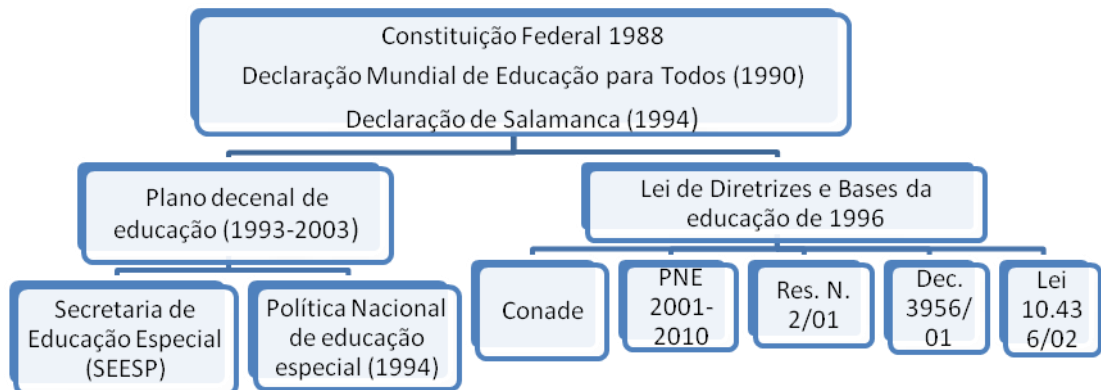 Constituição Federal 1988
Declaração Mundial de Educação para Todos (1990)
Declaração de Salamanca (1994)
Plano decenal de
educação (1993-2003)
Lei de Diretrizes e Bases da
educação de 1996
Secretaria de
Educação Especial
(SEESP)
Política Nacional
de educação
especial (1994)
Conade
PNE
2001-
2010
Res. N.
2/01
Dec.
3956/
01
Lei
10.43
6/02